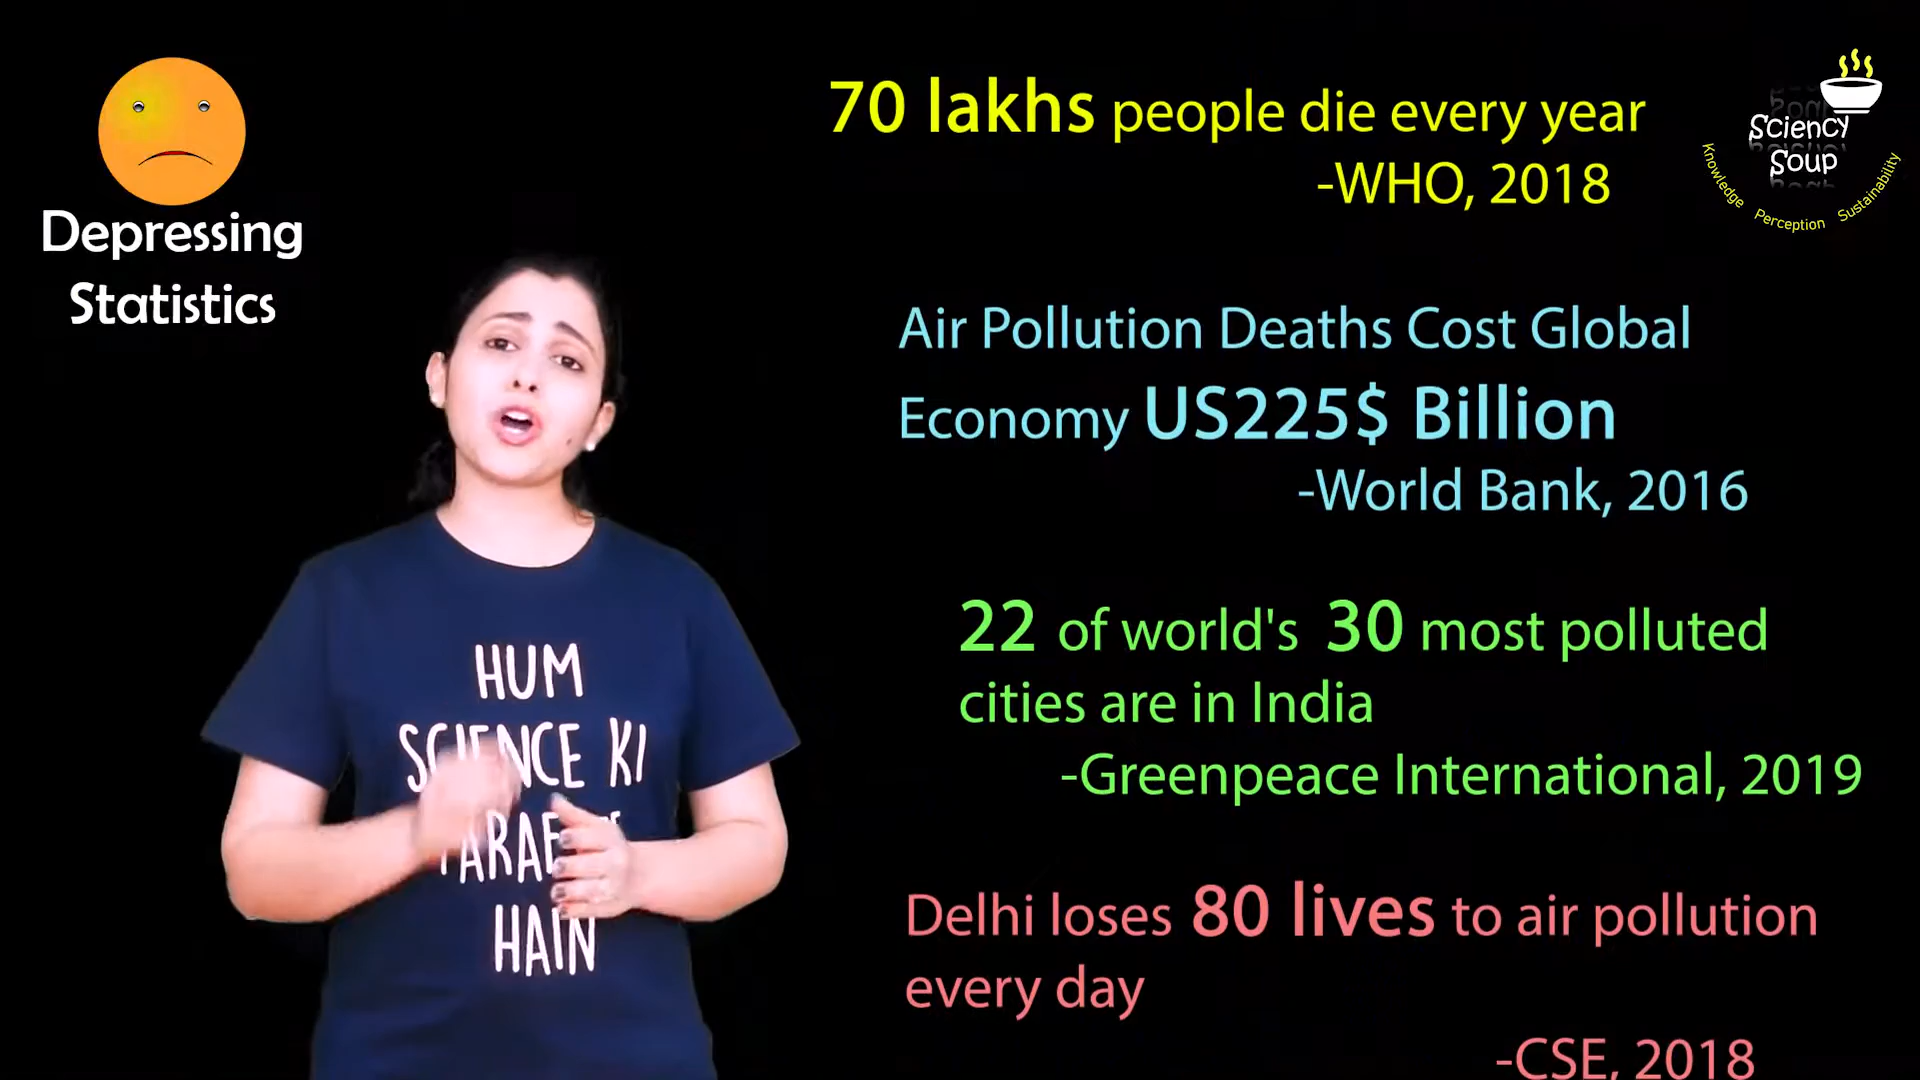 Depressing
Statistics
70 lakhs people die every year
-WHO, 2018
Sciency
Soup
Knowledge Perception Sustainability
Air Pollution Deaths Cost Global
Economy US225$ Billion
-World Bank, 2016
22 of world's 30 most polluted
cities are in India
-Greenpeace International, 2019
Delhi loses 80 lives to air pollution
every day
-CSE, 2018
HUM
SCIENCE KI
HAIN